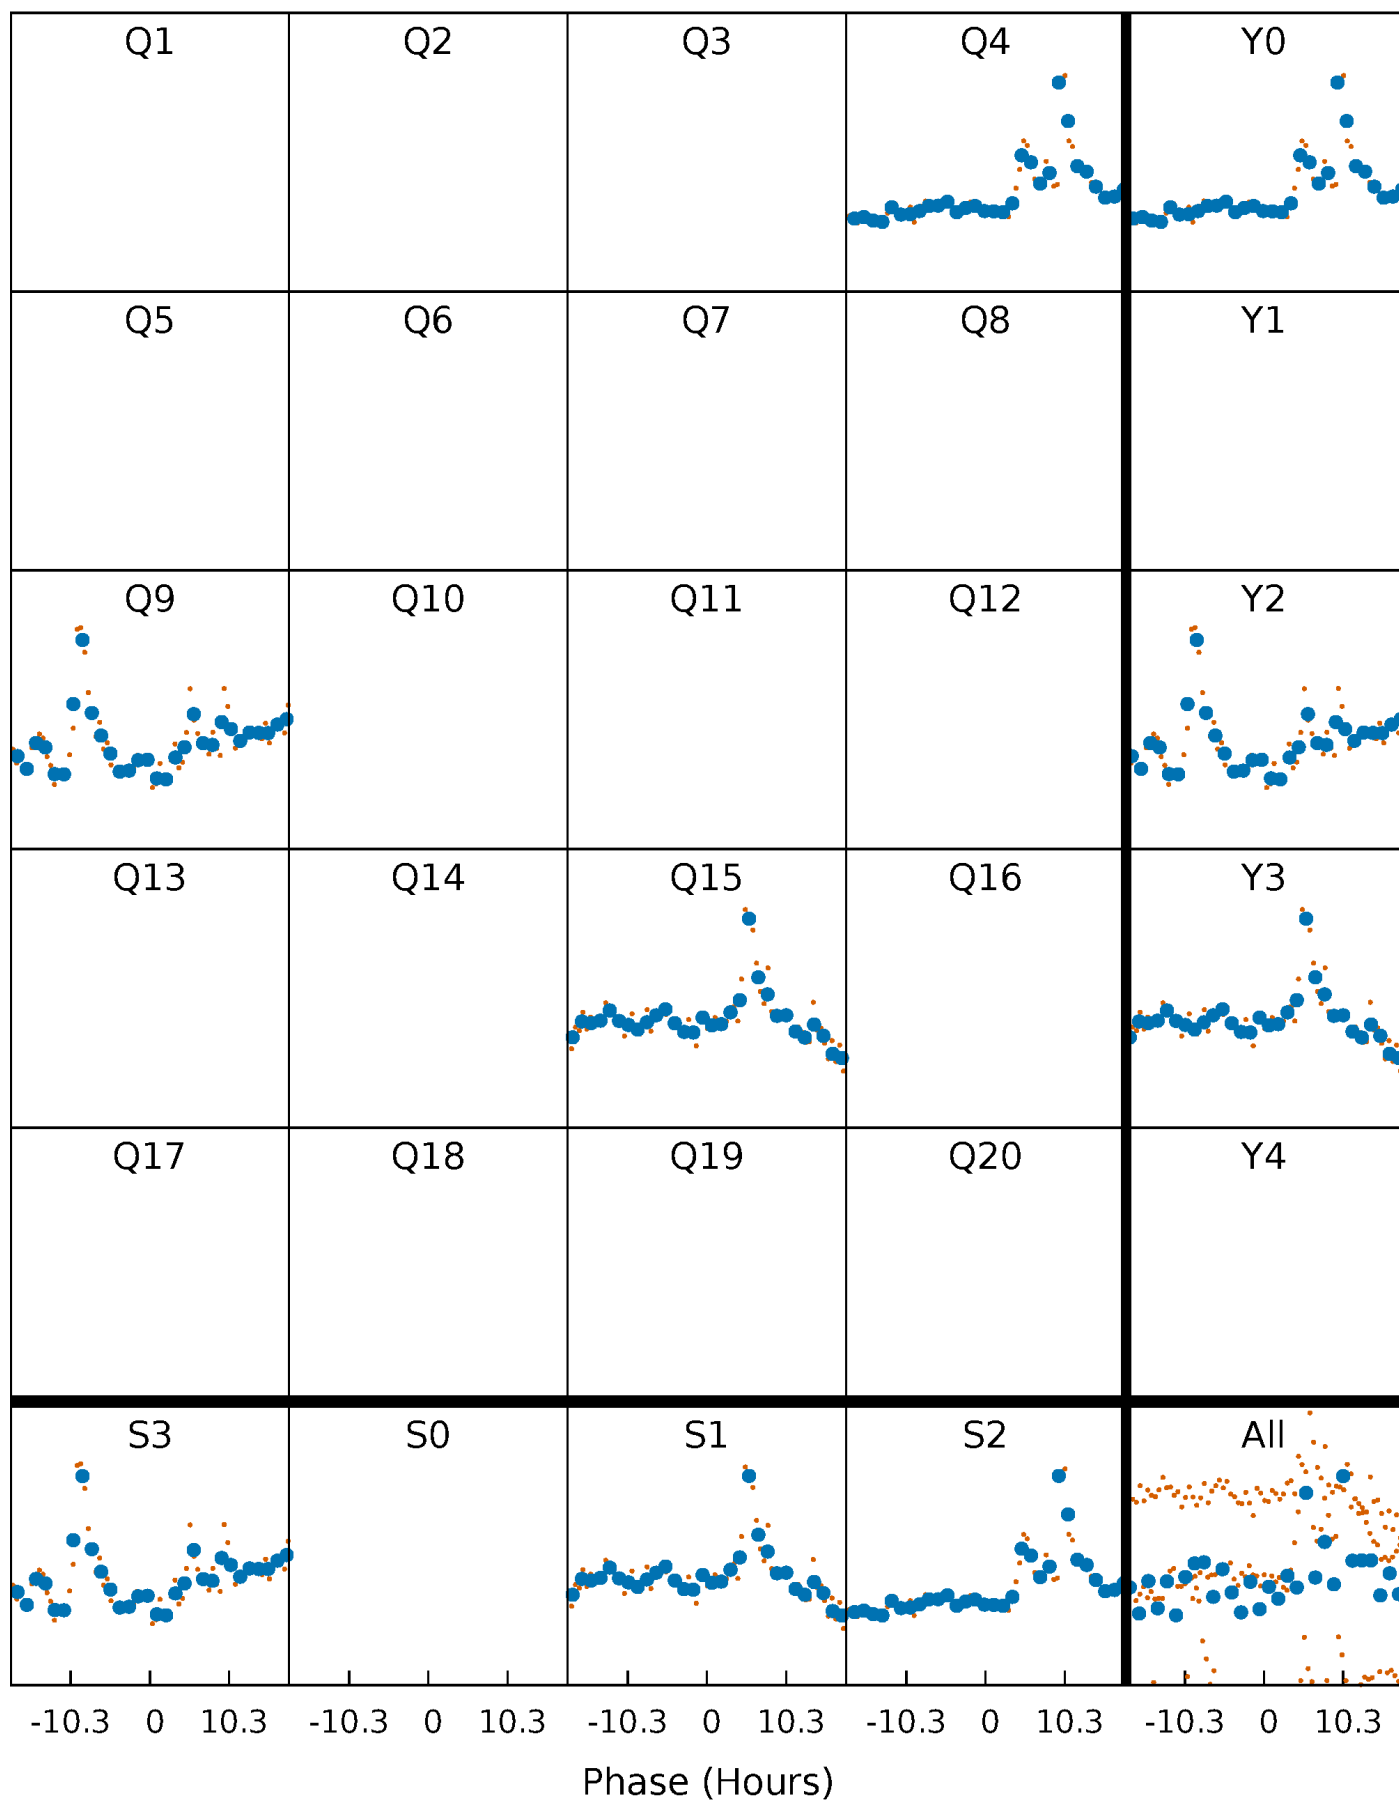 Q1 Q2 Q3 Q4 Y0
Q5 Q6 Q7 Q8 Y1
Q9 Q10 Q11 Q12 Y2
Q13 Q14 Q15 Q16 Y3
Q17 Q18 Q19 Q20 Y4
S3 S0 S1 S2 All
-10.3 0 10.3 -10.3 0 10.3 -10.3 0 10.3 -10.3 0 10.3 -10.3 0 10.3
Phase (Hours)